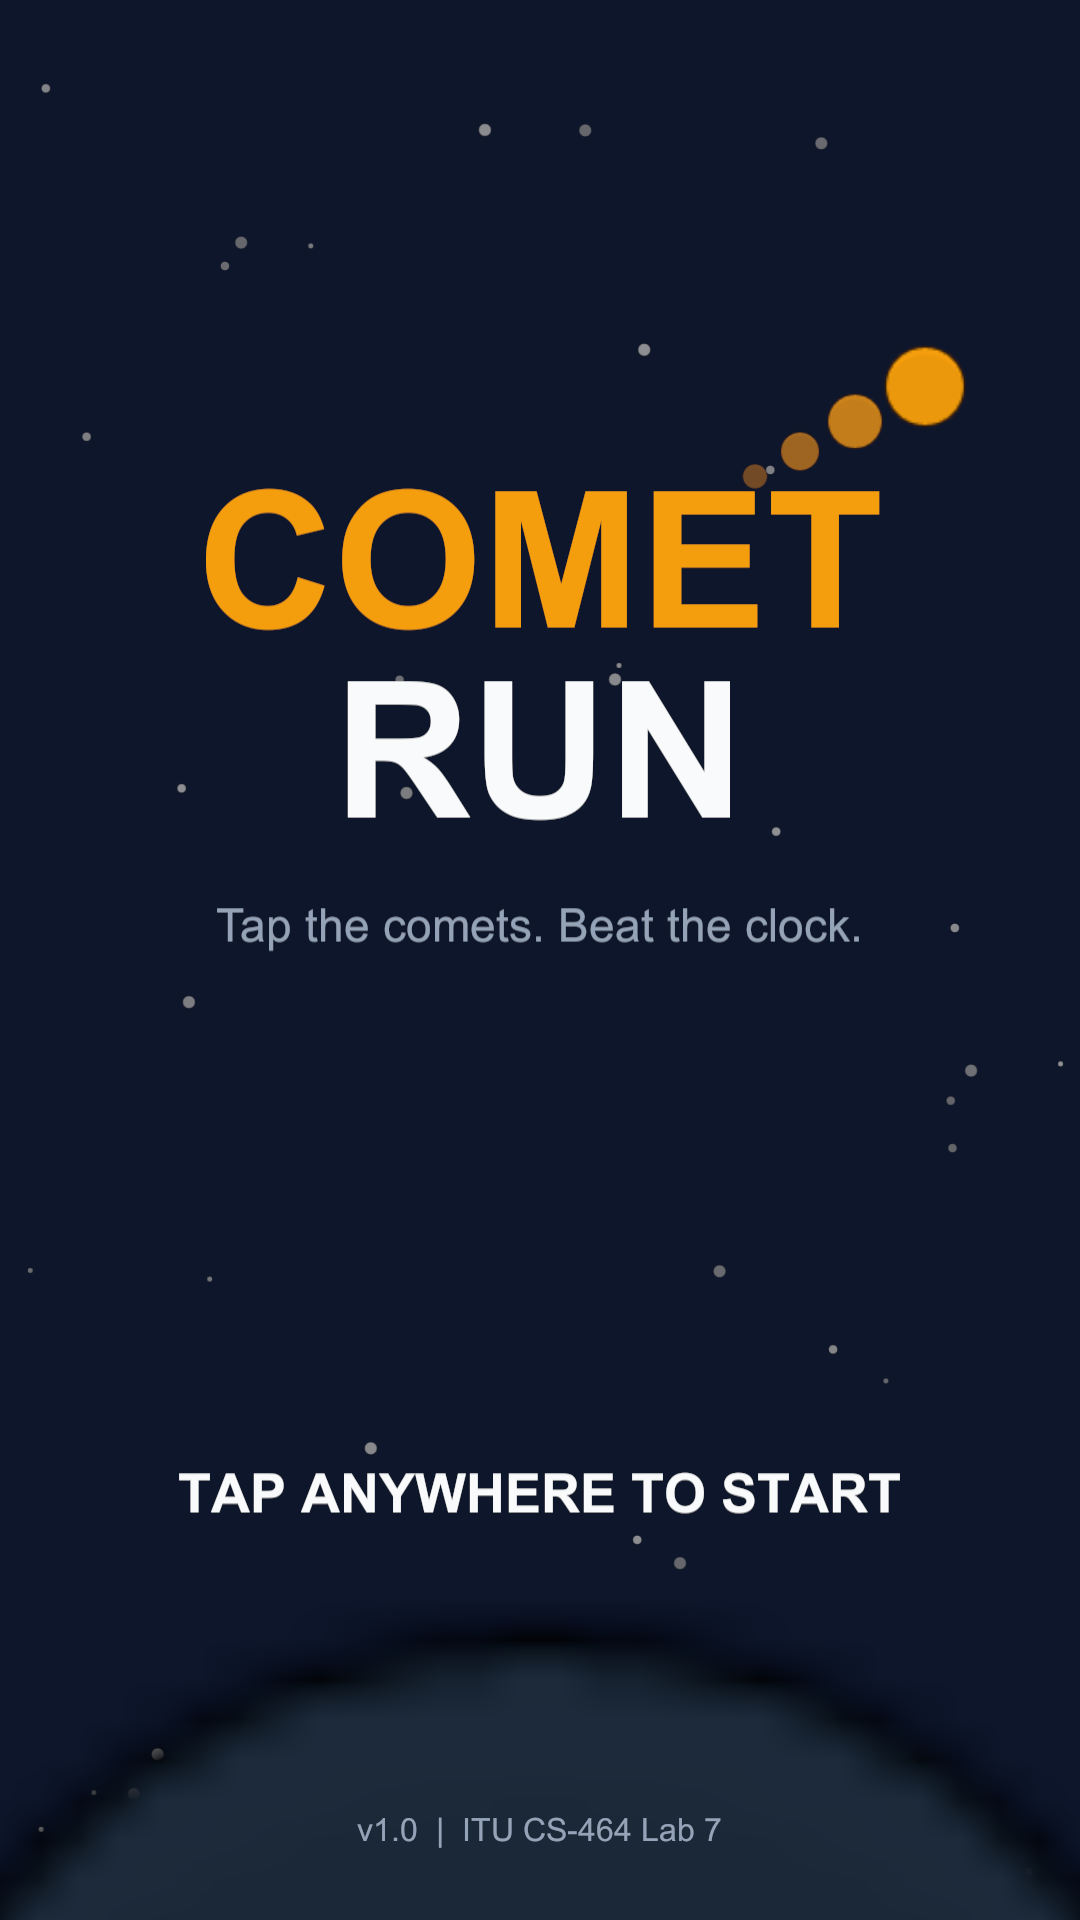 COMET
RUN
Tap the comets. Beat the clock.
TAP ANYWHERE TO START
v1.0 | ITU CS-464 Lab 7